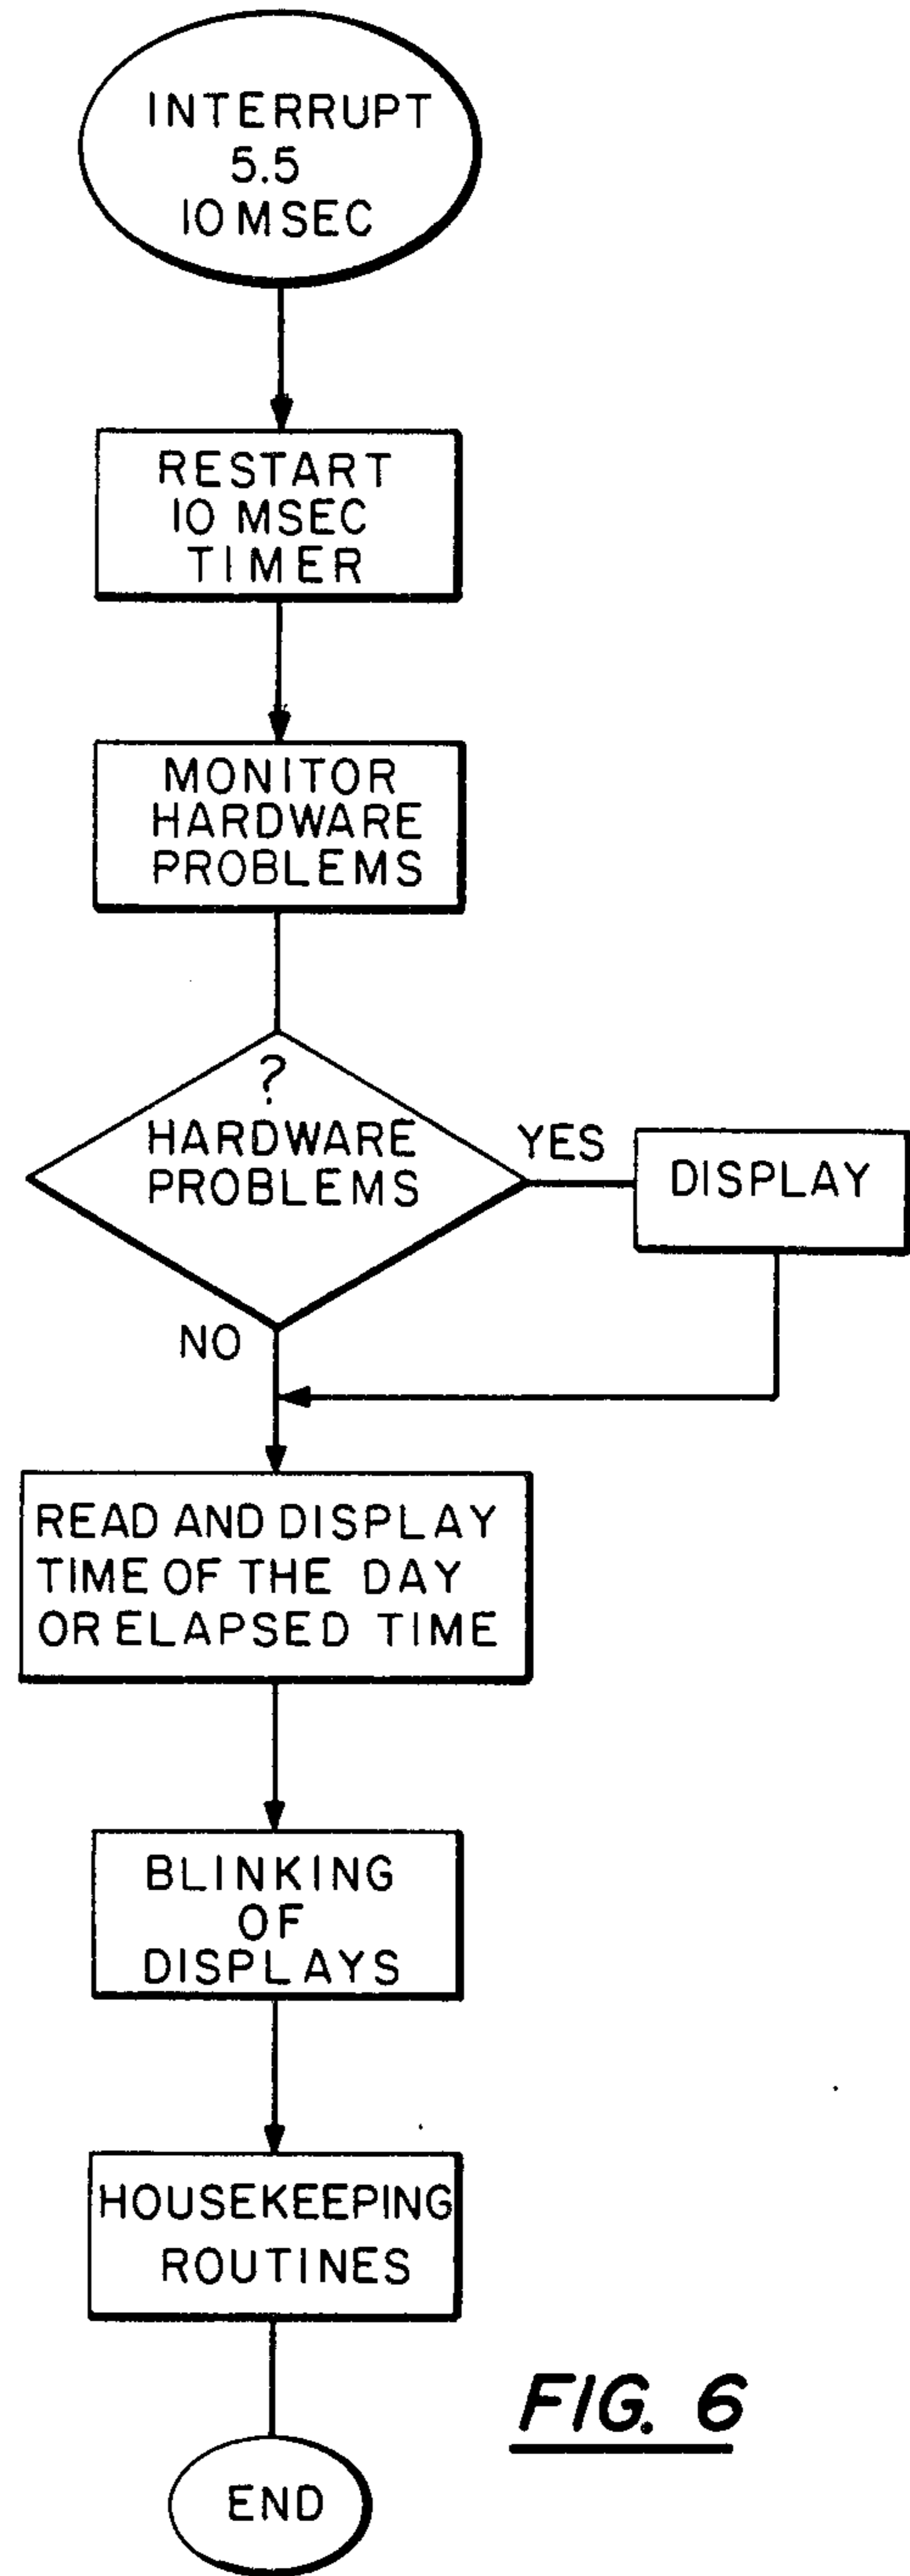 INTERRUPT
5.5
10 MSEC
RESTART
10 MSEC
TIMER
MONITOR
HARDWARE
PROBLEMS
?
HARDWARE
PROBLEMS
YES
DISPLAY
NO
READ AND DISPLAY
TIME OF THE DAY
OR ELAPSED TIME
BLINKING
OF
DISPLAYS
HOUSEKEEPING
ROUTINES
END
FIG. 6